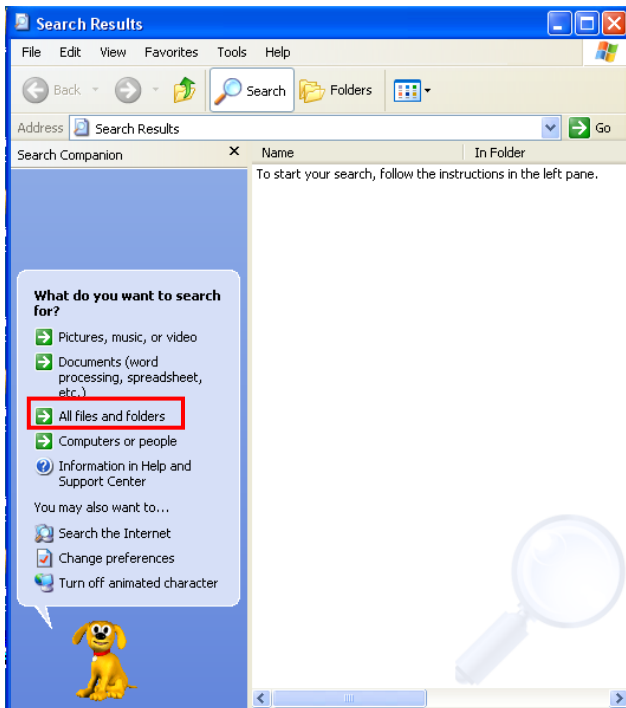 Search Results
File Edit View Favorites Tools Help
Back Search Folders
Address Search Results Go
Search Companion
Name In Folder
To start your search, follow the instructions in the left pane.
What do you want to search
for?
Pictures, music, or video
Documents (word
processing, spreadsheet,
etc.)
All files and folders
Computers or people
Information in Help and
Support Center
You may also want to...
Search the Internet
Change preferences
Turn off animated character